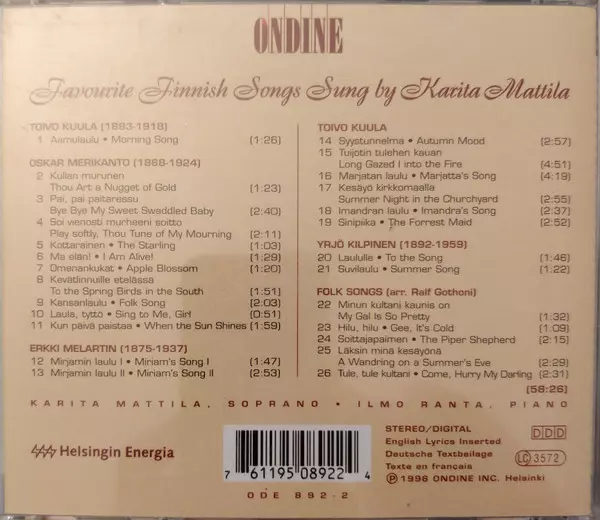 ONDINE
Favourite Finnish Songs Sung by Karita Mattila
TOIVO KUULA (1883-1918)
1 Aamulaulu • Morning Song (1:26)
OSKAR MERIKANTO (1868-1924)
2 Kullan murunen
Thou Art a Nugget of Gold (1:23)
3 Pai, pai paitaressu
Bye Bye My Sweet Swaddled Baby (2:40)
4 Soi vienosti murheeni soitto
Play softly, Thou Tune of My Mourning (2:11)
5 Kottarainen • The Starling (1:03)
6 Ma elän! • I Am Alive! (1:29)
7 Omenankukat • Apple Blossom (1:20)
8 Kevätlinnuille etelässä
To the Spring Birds in the South (1:51)
9 Kansanlaulu • Folk Song (2:03)
10 Laula, tyttö • Sing to Me, Girl (0:51)
11 Kun päivä paistaa • When the Sun Shines (1:59)
ERKKI MELARTIN (1875-1937)
12 Mirjamin laulu I • Miriam's Song I (1:47)
13 Mirjamin laulu II • Miriam's Song II (2:53)
TOIVO KUULA
14 Syystunnelma • Autumn Mood (2:57)
15 Tuijotin tulehen kauan
Long Gazed I into the Fire (4:51)
16 Marjatan laulu • Marjatta's Song (4:19)
17 Kesäyö kirkkomaalla
Summer Night in the Churchyard (2:55)
18 Imandran laulu • Imandra's Song (2:37)
19 Sinipiika • The Forrest Maid (2:52)
YRJÖ KILPINEN (1892-1959)
20 Laululle • To the Song (1:46)
21 Suvilaulu • Summer Song (1:22)
FOLK SONGS (arr. Ralf Gothoni)
22 Minun kultani kaunis on
My Gal Is So Pretty (1:32)
23 Hilu, hilu • Gee, It's Cold (1:09)
24 Soittajapaimen • The Piper Shepherd (2:15)
25 Läksin minä kesäyönä
A Wandring on a Summer's Eve (2:29)
26 Tule, tule kultani • Come, Hurry My Darling (2:31)
(58:26)
KARITA MATTILA, SOPRANO • ILMO RANTA, PIANO
Helsingin Energia
7 61195 08922 4
ODE 892-2
STEREO/DIGITAL
English Lyrics Inserted
Deutsche Textbeilage
Texte en français
℗ 1996 ONDINE INC. Helsinki
DDD
LC 3572